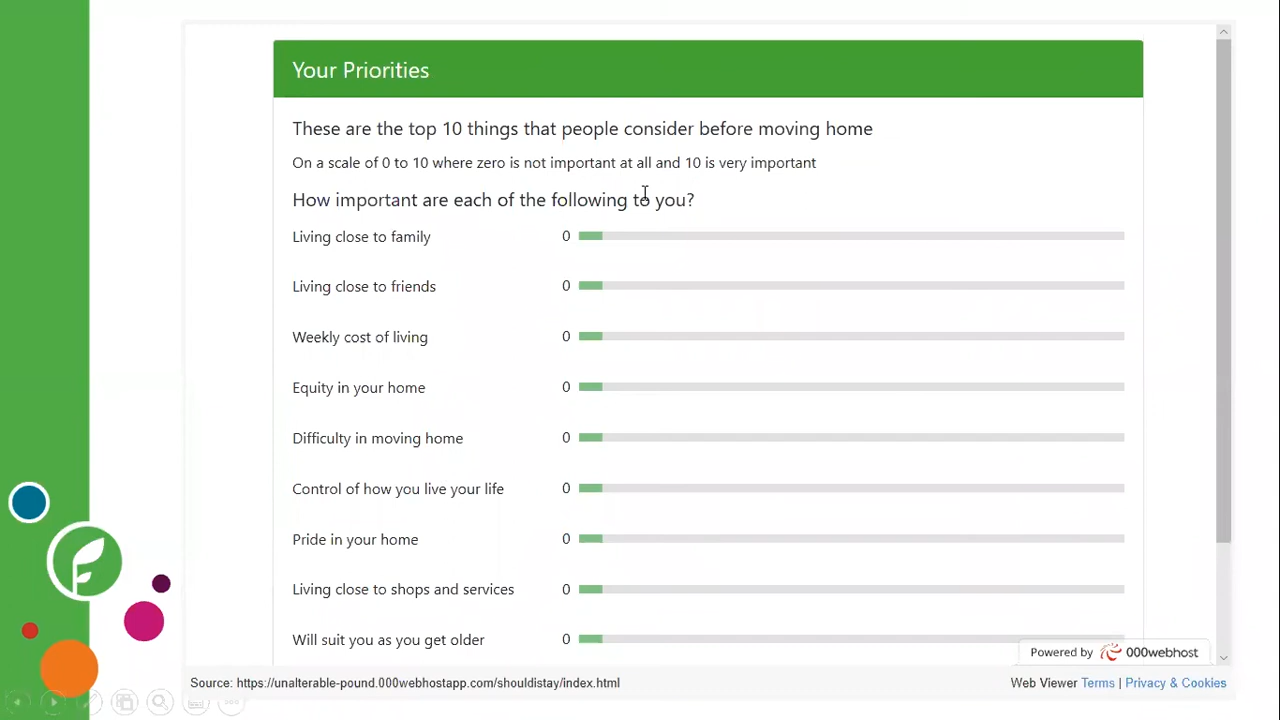 Your Priorities
These are the top 10 things that people consider before moving home
On a scale of 0 to 10 where zero is not important at all and 10 is very important
How important are each of the following to you?
Living close to family 0
Living close to friends 0
Weekly cost of living 0
Equity in your home 0
Difficulty in moving home 0
Control of how you live your life 0
Pride in your home 0
Living close to shops and services 0
Will suit you as you get older 0
Powered by 000webhost
Source: https://unalterable-pound.000webhostapp.com/shouldistay/index.html
Web Viewer Terms | Privacy & Cookies